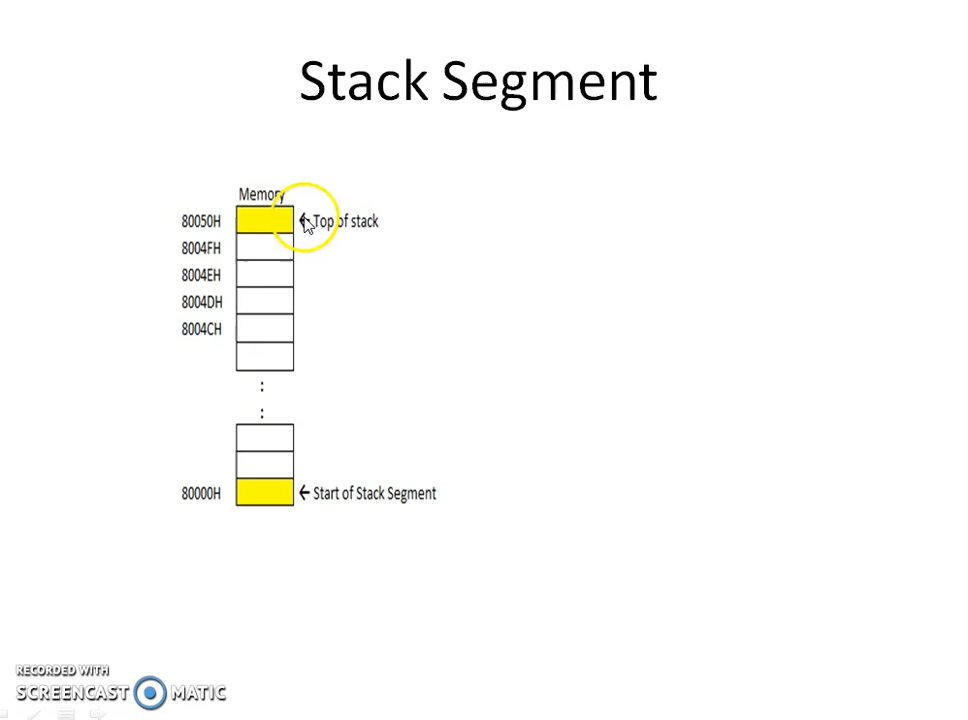 Stack Segment
Memory
80050H ← Top of stack
8004FH
8004EH
8004DH
8004CH
:
:
80000H ← Start of Stack Segment
RECORDED WITH
SCREENCAST MATIC